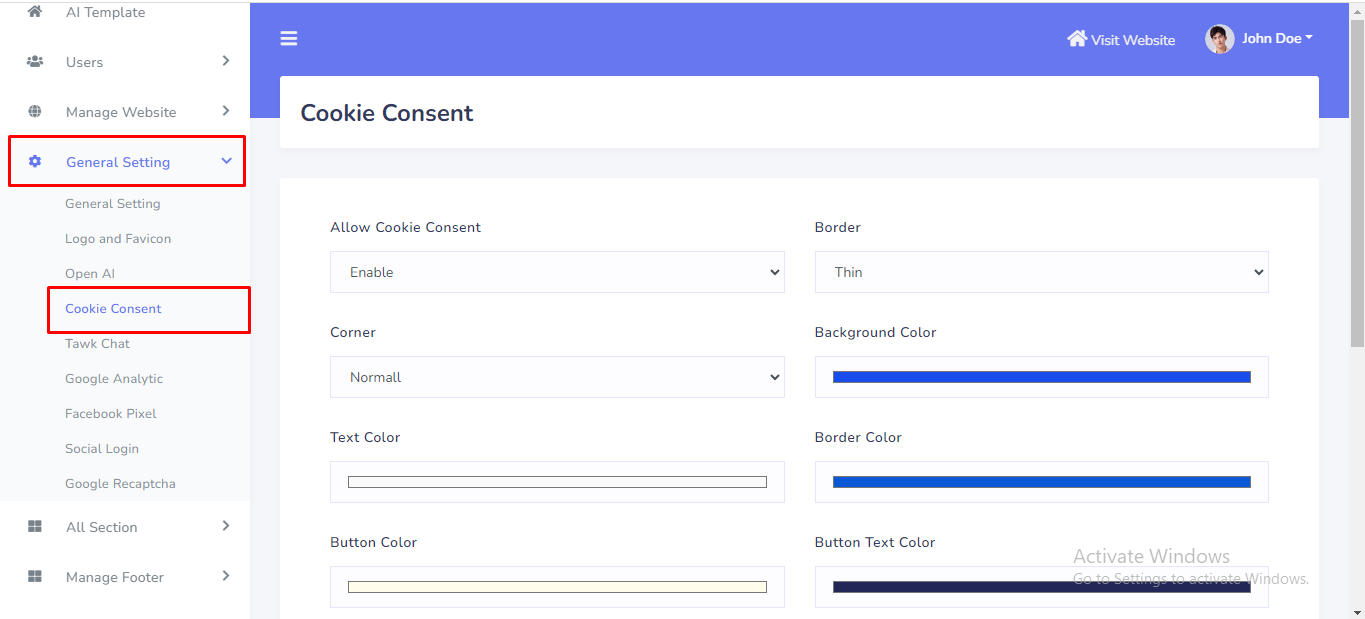 AI Template
Users
Manage Website
General Setting
General Setting
Logo and Favicon
Open AI
Cookie Consent
Tawk Chat
Google Analytic
Facebook Pixel
Social Login
Google Recaptcha
All Section
Manage Footer
Visit Website
John Doe
Cookie Consent
Allow Cookie Consent
Border
Enable
Thin
Corner
Background Color
Normall
Text Color
Border Color
Button Color
Button Text Color
Activate Windows
Go to Settings to activate Windows.